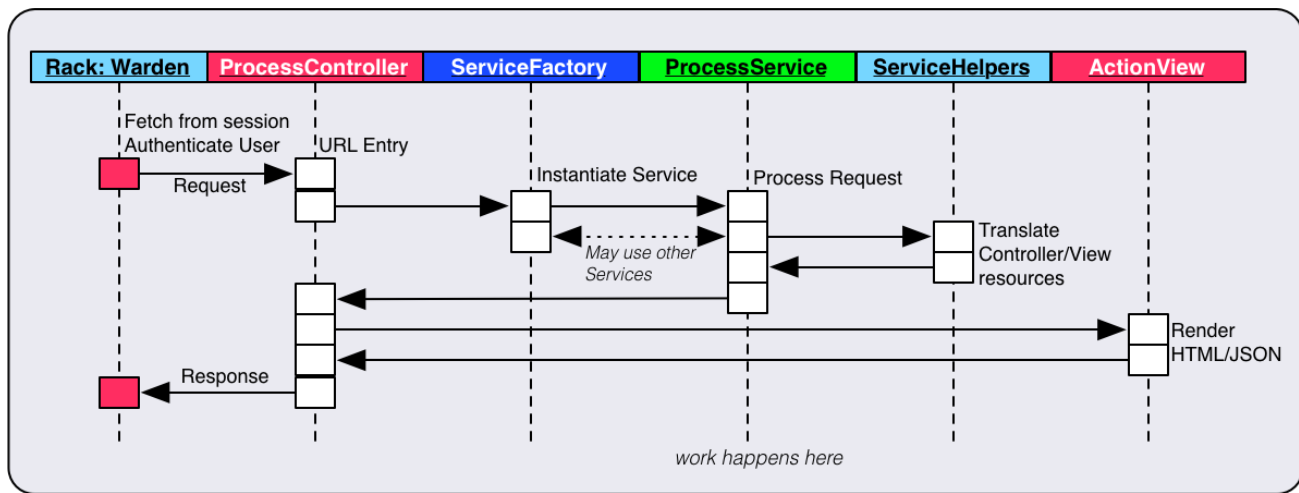 Rack: Warden
ProcessController
ServiceFactory
ProcessService
ServiceHelpers
ActionView
Fetch from session
Authenticate User
URL Entry
Request
Instantiate Service
Process Request
May use other
Services
Translate
Controller/View
resources
Render
HTML/JSON
Response
work happens here